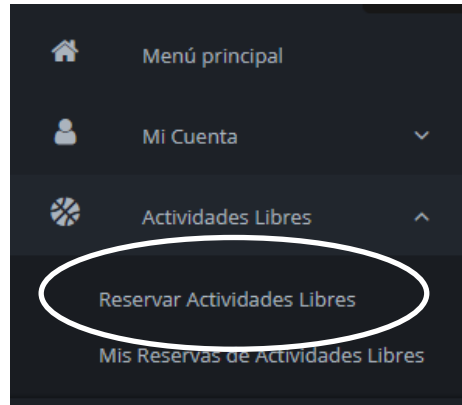 Menú principal
Mi Cuenta
Actividades Libres
Reservar Actividades Libres
Mis Reservas de Actividades Libres